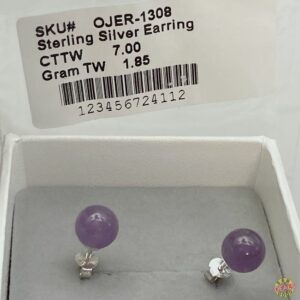 SKU# OJER-1308
Sterling Silver Earring
CTTW 7.00
Gram TW 1.85
123456724112